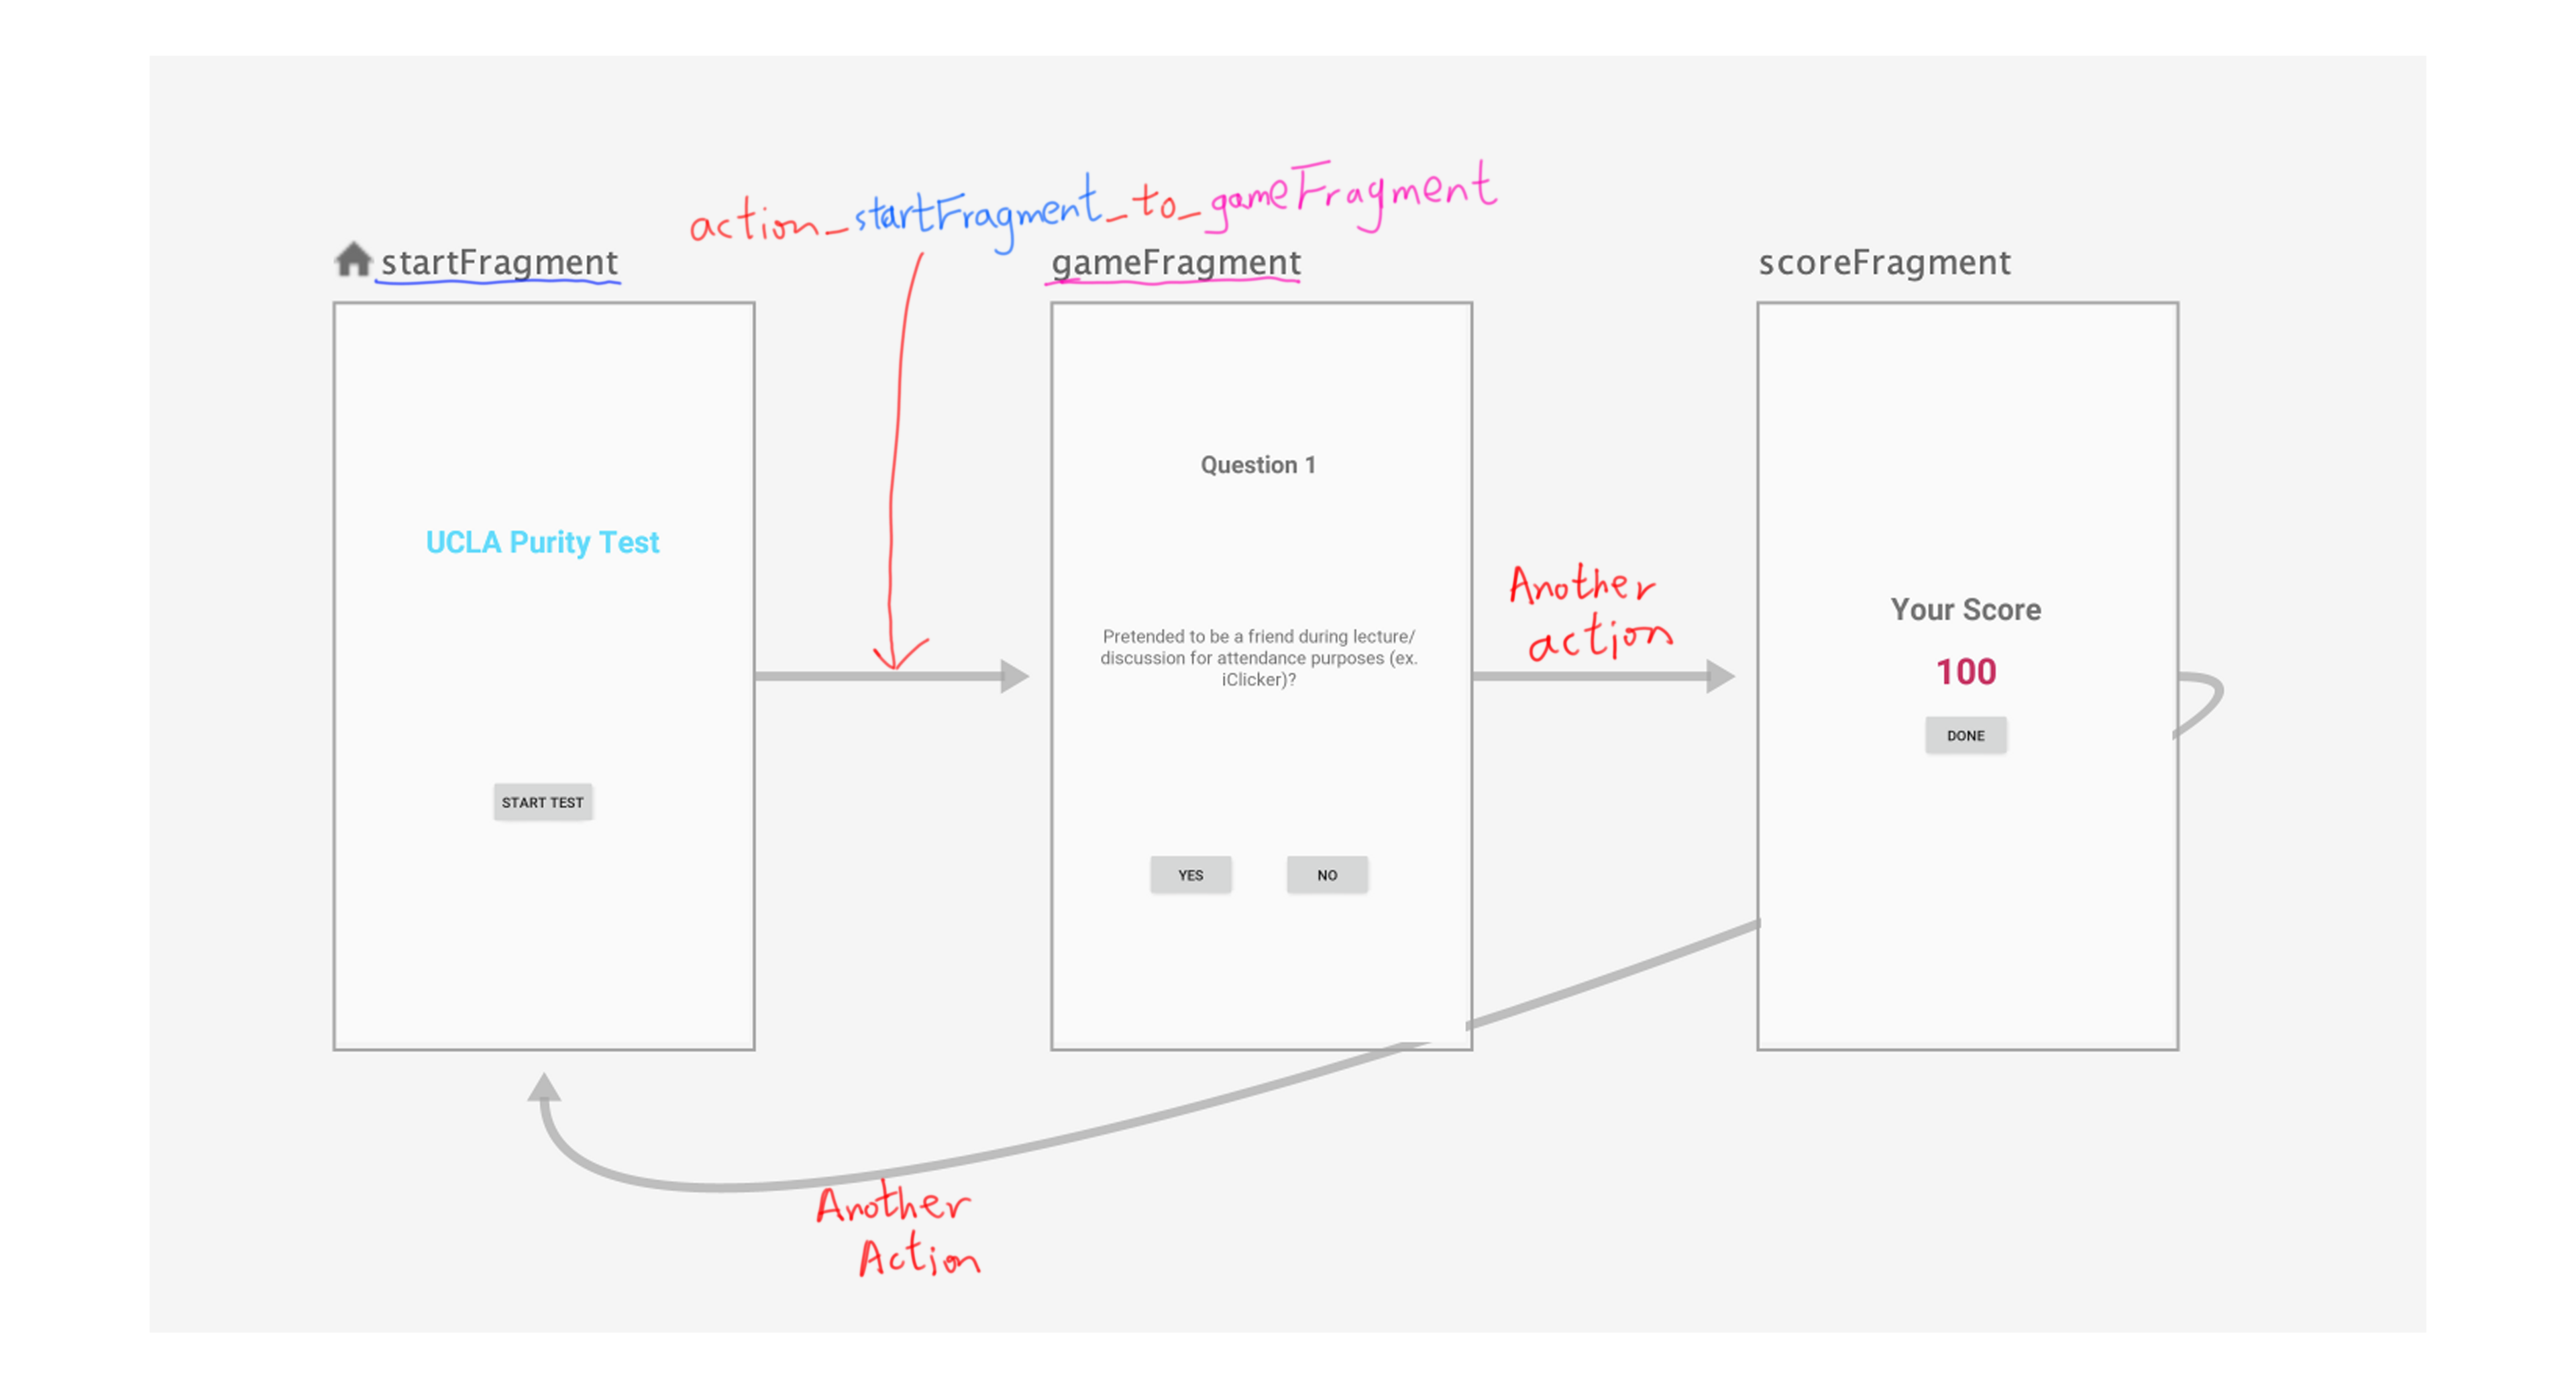 action_startFragment_to_gameFragment
startFragment
gameFragment
scoreFragment
UCLA Purity Test
START TEST
Question 1
Pretended to be a friend during lecture/
discussion for attendance purposes (ex.
iClicker)?
YES
NO
Another
action
Your Score
100
DONE
Another
Action